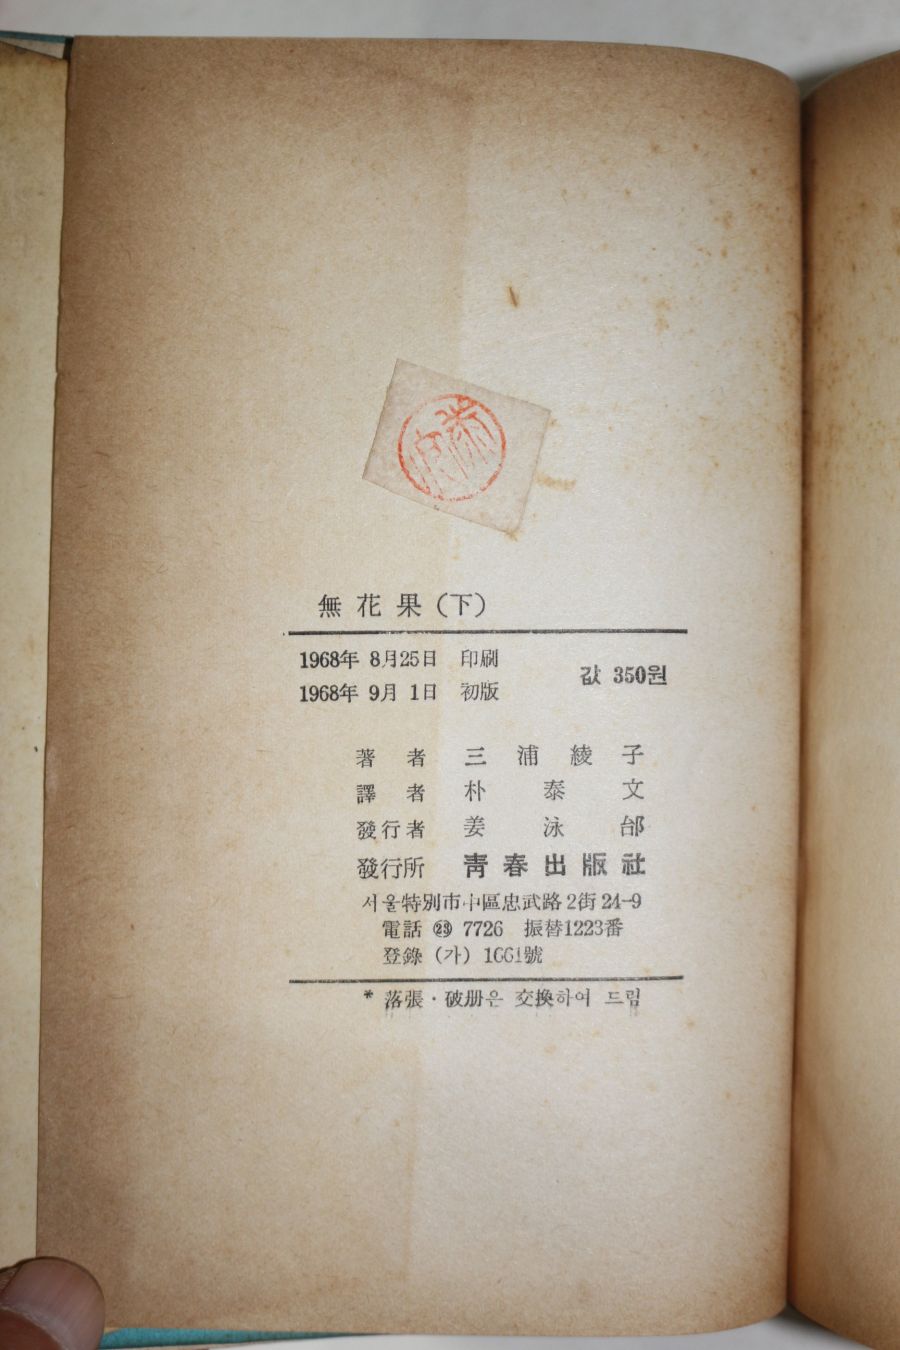 無花果(下)
1968年 8月25日 印刷
1968年 9月 1日 初版
값 350원
著者 三浦綾子
譯者 朴泰文
發行者 姜泳邰
發行所 靑春出版社
서울特別市中區忠武路2街24-9
電話 ㉓ 7726 振替1223番
登錄 (가) 1661號
* 落張·破册은 交換하여 드림